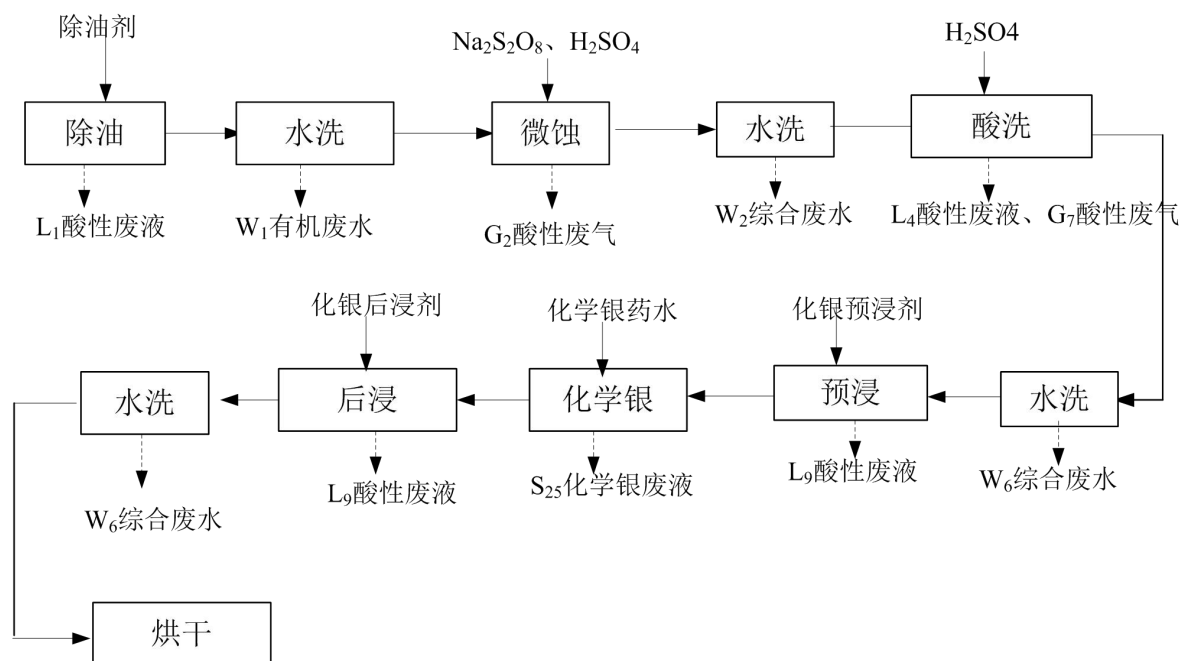 除油剂
Na₂S₂O₈、H₂SO₄
H₂SO4
除油
水洗
微蚀
水洗
酸洗
L₁酸性废液
W₁有机废水
G₂酸性废气
W₂综合废水
L₄酸性废液、G₇酸性废气
化银后浸剂
化学银药水
化银预浸剂
水洗
后浸
化学银
预浸
水洗
W₆综合废水
L₉酸性废液
S₂₅化学银废液
L₉酸性废液
W₆综合废水
烘干